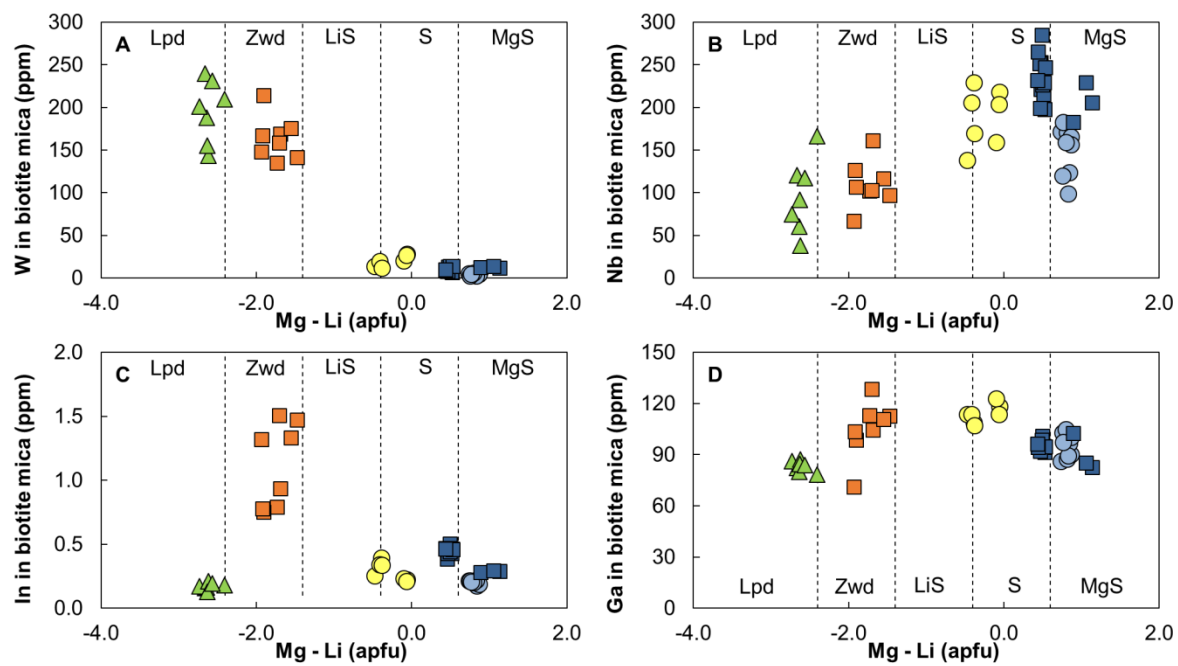 A
Lpd Zwd LiS S MgS
W in biotite mica (ppm)
300
250
200
150
100
50
0
-4.0 -2.0 0.0 2.0
Mg - Li (apfu)
B
Lpd Zwd LiS S MgS
Nb in biotite mica (ppm)
300
250
200
150
100
50
0
-4.0 -2.0 0.0 2.0
Mg - Li (apfu)
C
Lpd Zwd LiS S MgS
In in biotite mica (ppm)
2.0
1.5
1.0
0.5
0.0
-4.0 -2.0 0.0 2.0
Mg - Li (apfu)
D
Ga in biotite mica (ppm)
150
120
90
60
30
0
Lpd Zwd LiS S MgS
-4.0 -2.0 0.0 2.0
Mg - Li (apfu)